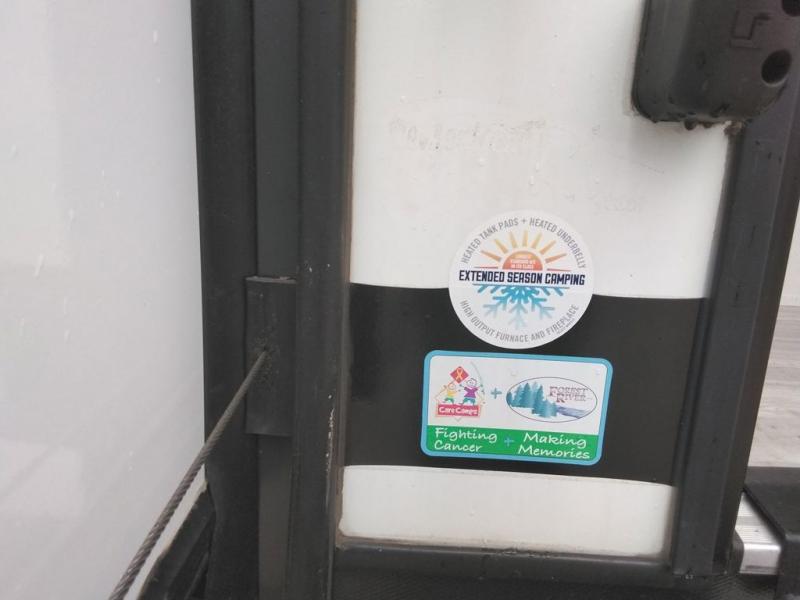 HEATED TANK PADS + HEATED UNDERBELLY
EXTENDED SEASON CAMPING
HIGH OUTPUT FURNACE AND FIREPLACE
Care Camps
+
FOREST
RIVER
Fighting + Making
Cancer Memories